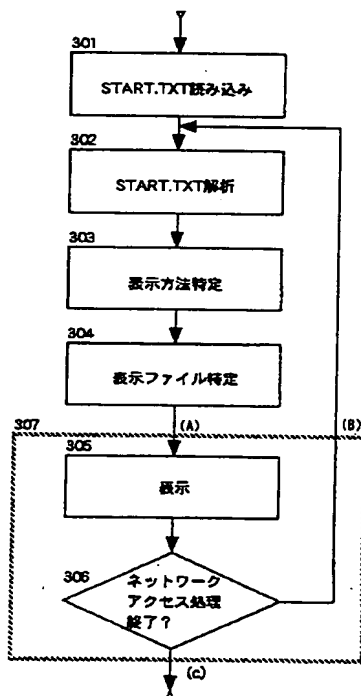 301
START.TXT読み込み
302
START.TXT解析
303
表示方法特定
304
表示ファイル特定
307
(A)
(B)
305
表示
306
ネットワーク
アクセス処理
終了？
(c)